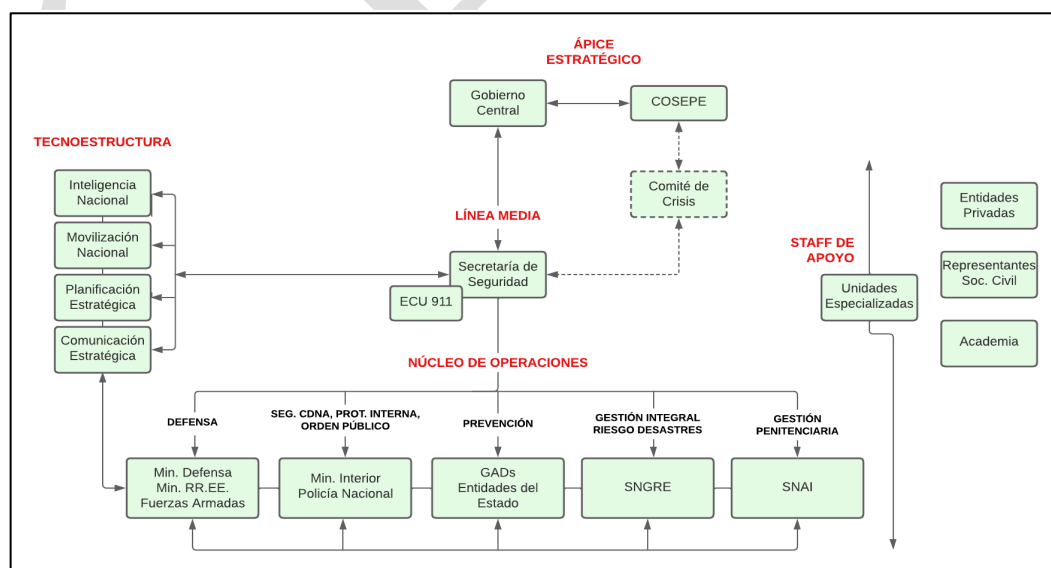 ÁPICE
ESTRATÉGICO
Gobierno
Central
COSEPE
TECNOESTRUCTURA
Inteligencia
Nacional
Movilización
Nacional
Planificación
Estratégica
Comunicación
Estratégica
Comité de
Crisis
LÍNEA MEDIA
Secretaría de
Seguridad
ECU 911
STAFF DE
APOYO
Unidades
Especializadas
Entidades
Privadas
Representantes
Soc. Civil
Academia
NÚCLEO DE OPERACIONES
DEFENSA
SEG. CDNA, PROT. INTERNA,
ORDEN PÚBLICO
PREVENCIÓN
GESTIÓN INTEGRAL
RIESGO DESASTRES
GESTIÓN
PENITENCIARIA
Min. Defensa
Min. RR.EE.
Fuerzas Armadas
Min. Interior
Policía Nacional
GADs
Entidades del
Estado
SNGRE
SNAI